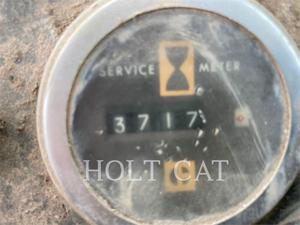 SERVICE METER
3717
HOLT CAT